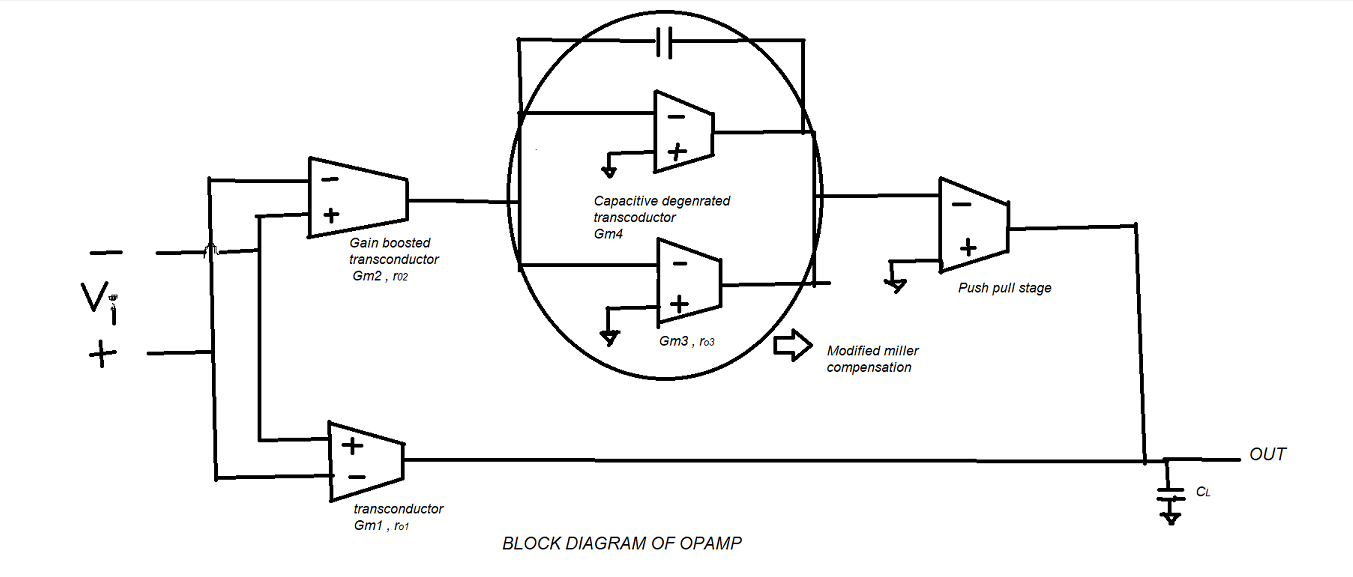 −
+
Gain boosted
transconductor
Gm2 , ro2
−
Vi
+
−
+
Capacitive degenrated
transcoductor
Gm4
−
+
Gm3 , ro3
−
+
Push pull stage
Modified miller
compensation
+
−
transconductor
Gm1 , ro1
OUT
CL
BLOCK DIAGRAM OF OPAMP